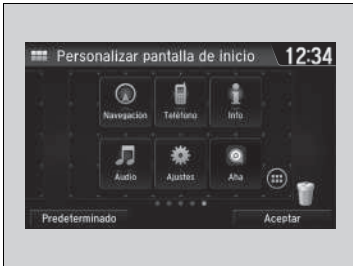 Personalizar pantalla de inicio 12:34
Navegación Teléfono Info
Audio Ajustes Aha
Predeterminado Aceptar